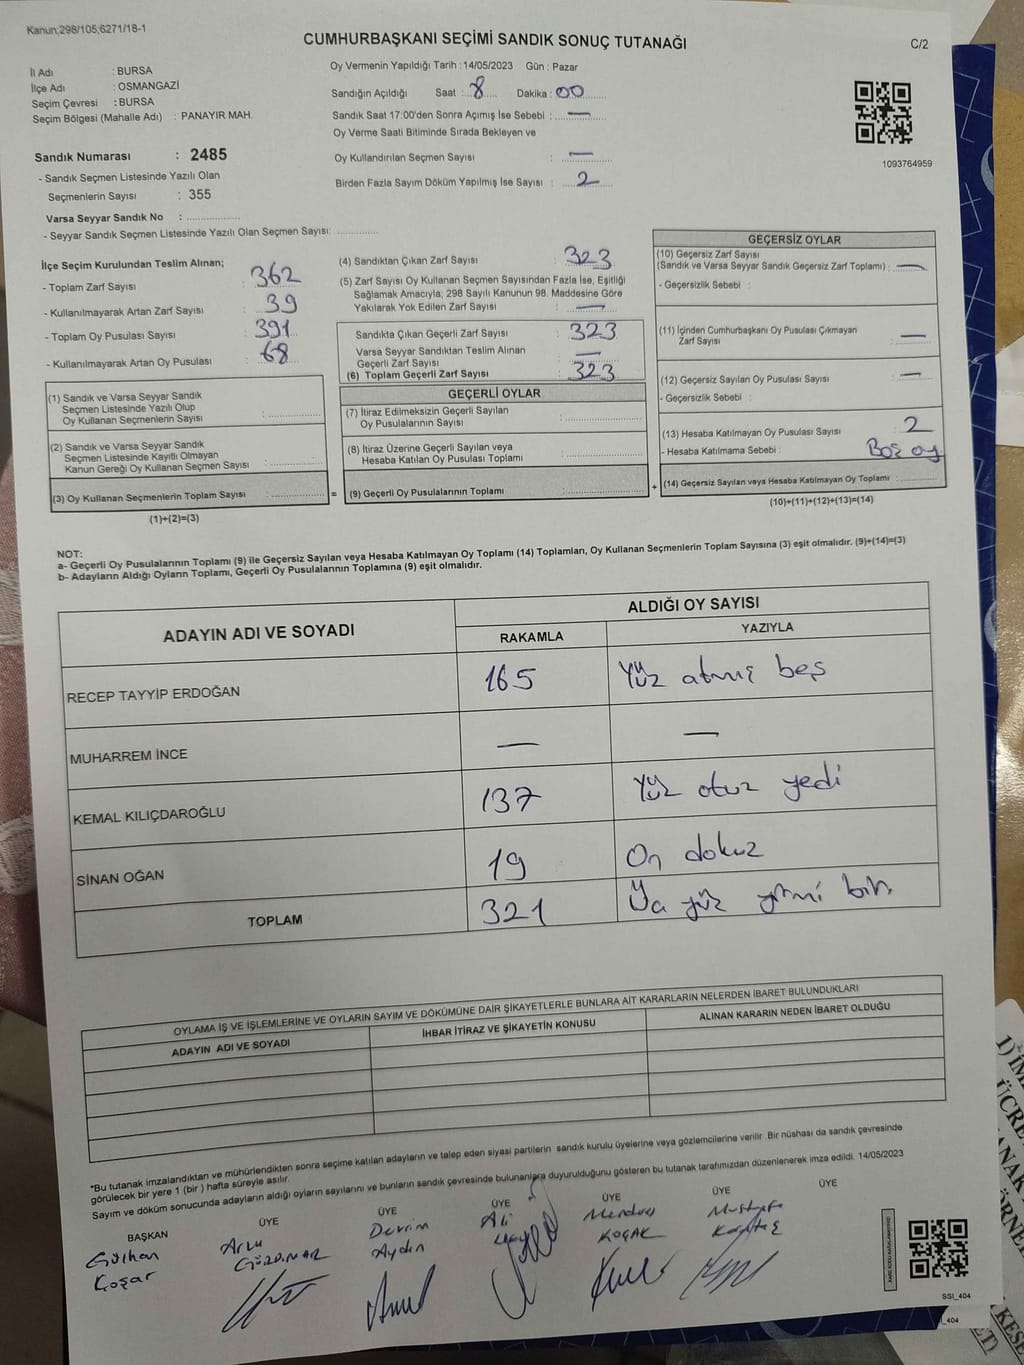 Kanun;298/105;6271/18-1
CUMHURBAŞKANI SEÇİMİ SANDIK SONUÇ TUTANAĞI
C/2
İl Adı : BURSA
İlçe Adı : OSMANGAZİ
Seçim Çevresi : BURSA
Seçim Bölgesi (Mahalle Adı) : PANAYIR MAH.
Oy Vermenin Yapıldığı Tarih : 14/05/2023 Gün : Pazar
Sandığın Açıldığı Saat : 8 Dakika : 00
Sandık Saat 17:00'den Sonra Açımış İse Sebebi : —
Oy Verme Saati Bitiminde Sırada Bekleyen ve
Oy Kullandırılan Seçmen Sayısı : —
Birden Fazla Sayım Döküm Yapılmış İse Sayısı : 2
1093764959
Sandık Numarası : 2485
- Sandık Seçmen Listesinde Yazılı Olan
Seçmenlerin Sayısı : 355
Varsa Seyyar Sandık No :
- Seyyar Sandık Seçmen Listesinde Yazılı Olan Seçmen Sayısı:
İlçe Seçim Kurulundan Teslim Alınan;
- Toplam Zarf Sayısı : 362
- Kullanılmayarak Artan Zarf Sayısı : 39
- Toplam Oy Pusulası Sayısı : 391
- Kullanılmayarak Artan Oy Pusulası : 68
(1) Sandık ve Varsa Seyyar Sandık
Seçmen Listesinde Yazılı Olup
Oy Kullanan Seçmenlerin Sayısı :
(2) Sandık ve Varsa Seyyar Sandık
Seçmen Listesinde Kayıtlı Olmayan
Kanun Gereği Oy Kullanan Seçmen Sayısı :
(3) Oy Kullanan Seçmenlerin Toplam Sayısı : =
(1)+(2)=(3)
(4) Sandıktan Çıkan Zarf Sayısı : 323
(5) Zarf Sayısı Oy Kullanan Seçmen Sayısından Fazla İse, Eşitliği
Sağlamak Amacıyla; 298 Sayılı Kanunun 98. Maddesine Göre
Yakılarak Yok Edilen Zarf Sayısı : —
Sandıkta Çıkan Geçerli Zarf Sayısı : 323
Varsa Seyyar Sandıktan Teslim Alınan
Geçerli Zarf Sayısı : —
(6) Toplam Geçerli Zarf Sayısı : 323
GEÇERLİ OYLAR
(7) İtiraz Edilmeksizin Geçerli Sayılan
Oy Pusulalarının Sayısı :
(8) İtiraz Üzerine Geçerli Sayılan veya
Hesaba Katılan Oy Pusulası Toplamı :
(9) Geçerli Oy Pusulalarının Toplamı : +
GEÇERSİZ OYLAR
(10) Geçersiz Zarf Sayısı
(Sandık ve Varsa Seyyar Sandık Geçersiz Zarf Toplamı) : —
- Geçersizlik Sebebi :
(11) İçinden Cumhurbaşkanı Oy Pusulası Çıkmayan
Zarf Sayısı : —
(12) Geçersiz Sayılan Oy Pusulası Sayısı : —
- Geçersizlik Sebebi :
(13) Hesaba Katılmayan Oy Pusulası Sayısı : 2
- Hesaba Katılmama Sebebi : Boş oy
(14) Geçersiz Sayılan veya Hesaba Katılmayan Oy Toplamı :
(10)+(11)+(12)+(13)=(14)
NOT:
a- Geçerli Oy Pusulalarının Toplamı (9) ile Geçersiz Sayılan veya Hesaba Katılmayan Oy Toplamı (14) Toplamları, Oy Kullanan Seçmenlerin Toplam Sayısına (3) eşit olmalıdır. (9)+(14)=(3)
b- Adayların Aldığı Oyların Toplamı, Geçerli Oy Pusulalarının Toplamına (9) eşit olmalıdır.
ADAYIN ADI VE SOYADI
ALDIĞI OY SAYISI
RAKAMLA YAZIYLA
RECEP TAYYİP ERDOĞAN 165 Yüz atmış beş
MUHARREM İNCE — —
KEMAL KILIÇDAROĞLU 137 Yüz otuz yedi
SİNAN OĞAN 19 On dokuz
TOPLAM 321 Üç yüz yirmi bir
OYLAMA İŞ VE İŞLEMLERİNE VE OYLARIN SAYIM VE DÖKÜMÜNE DAİR ŞİKAYETLERLE BUNLARA AİT KARARLARIN NELERDEN İBARET BULUNDUKLARI
ADAYIN ADI VE SOYADI İHBAR İTİRAZ VE ŞİKAYETİN KONUSU ALINAN KARARIN NEDEN İBARET OLDUĞU
*Bu tutanak imzalandıktan ve mühürlendikten sonra seçime katılan adayların ve talep eden siyasi partilerin sandık kurulu üyelerine veya gözlemcilerine verilir. Bir nüshası da sandık çevresinde
görülecek bir yere 1 (bir) hafta süreyle asılır.
Sayım ve döküm sonucunda adayların aldığı oyların sayılarını ve bunların sandık çevresinde bulunanlara duyurulduğunu gösteren bu tutanak tarafımızdan düzenlenerek imza edildi. 14/05/2023
BAŞKAN ÜYE ÜYE ÜYE ÜYE ÜYE ÜYE
Gülhan Arzu Devrim Ali Mustafa
Koşar Aydın KOÇAK
SSI_404
_404